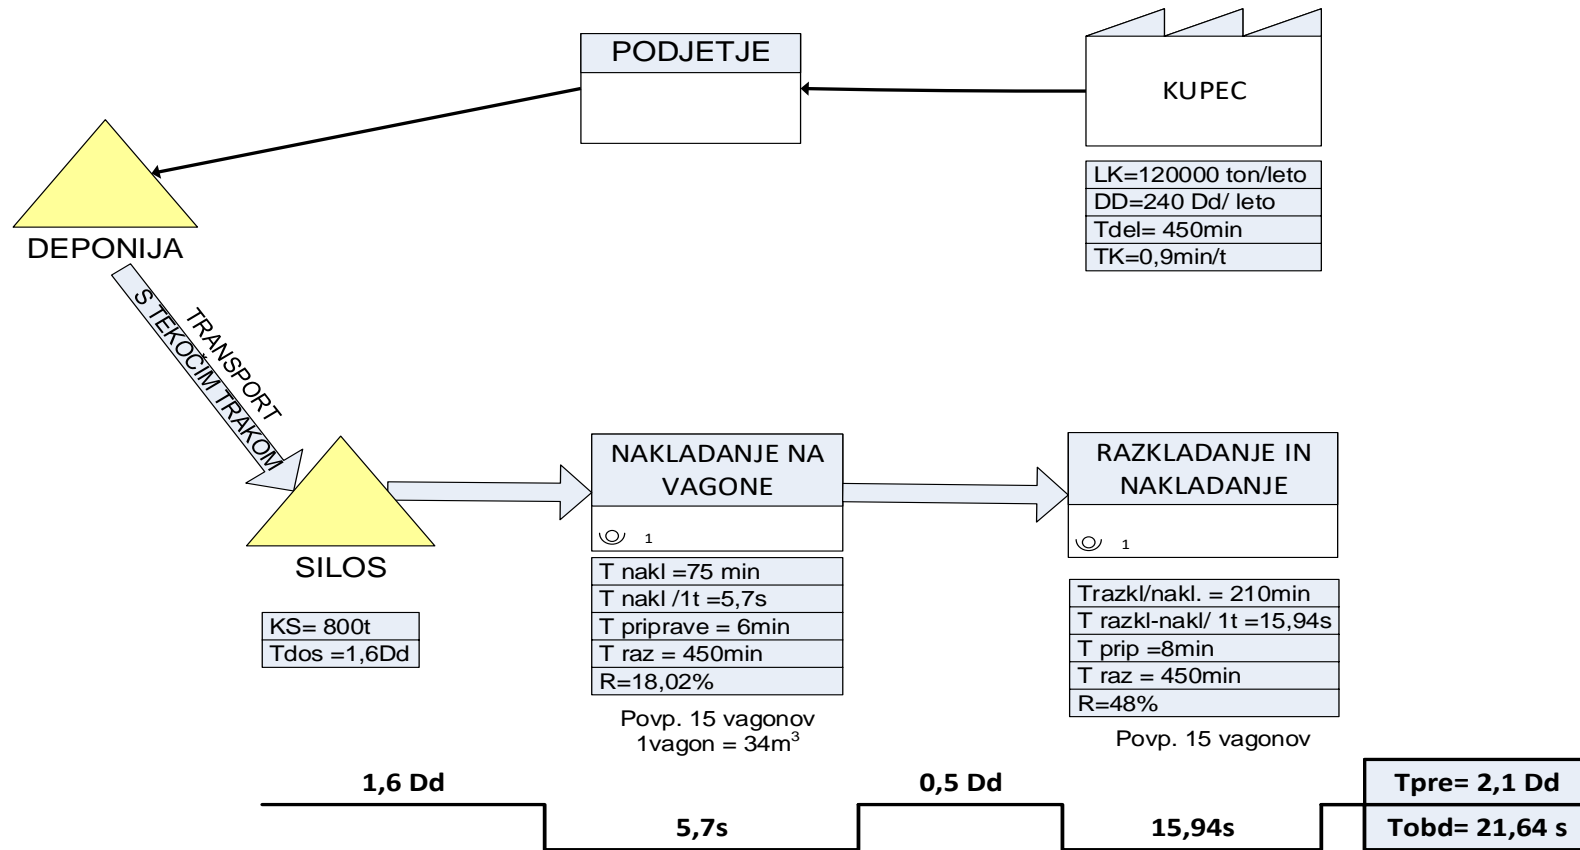 PODJETJE
KUPEC
LK=120000 ton/leto
DD=240 Dd/ leto
Tdel= 450min
TK=0,9min/t
DEPONIJA
TRANSPORT
S TEKOČIM TRAKOM
SILOS
KS= 800t
Tdos =1,6Dd
NAKLADANJE NA
VAGONE
1
T nakl =75 min
T nakl /1t =5,7s
T priprave = 6min
T raz = 450min
R=18,02%
Povp. 15 vagonov
1vagon = 34m³
RAZKLADANJE IN
NAKLADANJE
1
Trazkl/nakl. = 210min
T razkl-nakl/ 1t =15,94s
T prip =8min
T raz = 450min
R=48%
Povp. 15 vagonov
1,6 Dd
5,7s
0,5 Dd
15,94s
Tpre= 2,1 Dd
Tobd= 21,64 s